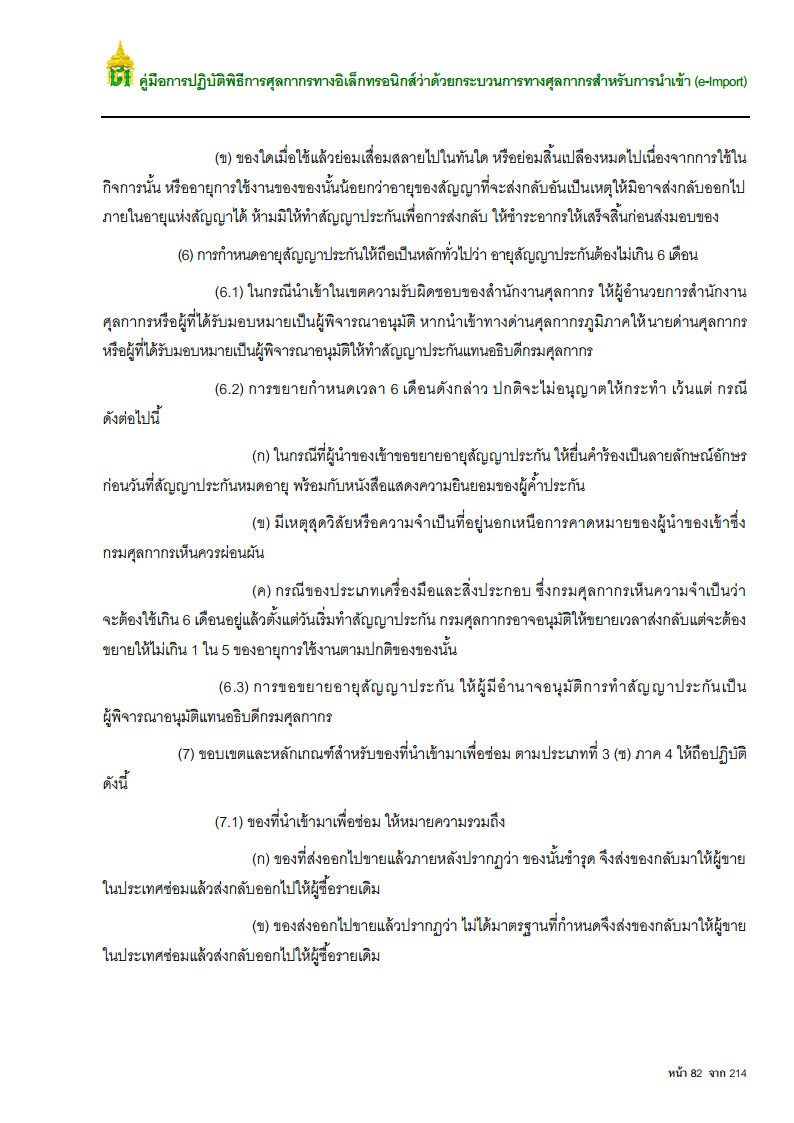 คู่มือการปฏิบัติพิธีการศุลกากรทางอิเล็กทรอนิกส์ว่าด้วยกระบวนการทางศุลกากรสำหรับการนำเข้า (e-Import)
(ข) ของใดเมื่อใช้แล้วย่อมเสื่อมสลายไปในทันใด หรือย่อมสิ้นเปลืองหมดไปเนื่องจากการใช้ใน
กิจการนั้น หรืออายุการใช้งานของของนั้นน้อยกว่าอายุของสัญญาที่จะส่งกลับอันเป็นเหตุให้มิอาจส่งกลับออกไป
ภายในอายุแห่งสัญญาได้ ห้ามมิให้ทำสัญญาประกันเพื่อการส่งกลับ ให้ชำระอากรให้เสร็จสิ้นก่อนส่งมอบของ
(6) การกำหนดอายุสัญญาประกันให้ถือเป็นหลักทั่วไปว่า อายุสัญญาประกันต้องไม่เกิน 6 เดือน
(6.1) ในกรณีนำเข้าในเขตความรับผิดชอบของสำนักงานศุลกากร ให้ผู้อำนวยการสำนักงาน
ศุลกากรหรือผู้ที่ได้รับมอบหมายเป็นผู้พิจารณาอนุมัติ หากนำเข้าทางด่านศุลกากรภูมิภาคให้นายด่านศุลกากร
หรือผู้ที่ได้รับมอบหมายเป็นผู้พิจารณาอนุมัติให้ทำสัญญาประกันแทนอธิบดีกรมศุลกากร
(6.2) การขยายกำหนดเวลา 6 เดือนดังกล่าว ปกติจะไม่อนุญาตให้กระทำ เว้นแต่ กรณี
ดังต่อไปนี้
(ก) ในกรณีที่ผู้นำของเข้าขอขยายอายุสัญญาประกัน ให้ยื่นคำร้องเป็นลายลักษณ์อักษร
ก่อนวันที่สัญญาประกันหมดอายุ พร้อมกับหนังสือแสดงความยินยอมของผู้ค้ำประกัน
(ข) มีเหตุสุดวิสัยหรือความจำเป็นที่อยู่นอกเหนือการคาดหมายของผู้นำของเข้าซึ่ง
กรมศุลกากรเห็นควรผ่อนผัน
(ค) กรณีของประเภทเครื่องมือและสิ่งประกอบ ซึ่งกรมศุลกากรเห็นความจำเป็นว่า
จะต้องใช้เกิน 6 เดือนอยู่แล้วตั้งแต่วันเริ่มทำสัญญาประกัน กรมศุลกากรอาจอนุมัติให้ขยายเวลาส่งกลับแต่จะต้อง
ขยายให้ไม่เกิน 1 ใน 5 ของอายุการใช้งานตามปกติของของนั้น
(6.3) การขอขยายอายุสัญญาประกัน ให้ผู้มีอำนาจอนุมัติการทำสัญญาประกันเป็น
ผู้พิจารณาอนุมัติแทนอธิบดีกรมศุลกากร
(7) ขอบเขตและหลักเกณฑ์สำหรับของที่นำเข้ามาเพื่อซ่อม ตามประเภทที่ 3 (ช) ภาค 4 ให้ถือปฏิบัติ
ดังนี้
(7.1) ของที่นำเข้ามาเพื่อซ่อม ให้หมายความรวมถึง
(ก) ของที่ส่งออกไปขายแล้วภายหลังปรากฏว่า ของนั้นชำรุด จึงส่งของกลับมาให้ผู้ขาย
ในประเทศซ่อมแล้วส่งกลับออกไปให้ผู้ซื้อรายเดิม
(ข) ของส่งออกไปขายแล้วปรากฏว่า ไม่ได้มาตรฐานที่กำหนดจึงส่งของกลับมาให้ผู้ขาย
ในประเทศซ่อมแล้วส่งกลับออกไปให้ผู้ซื้อรายเดิม
หน้า 82 จาก 214